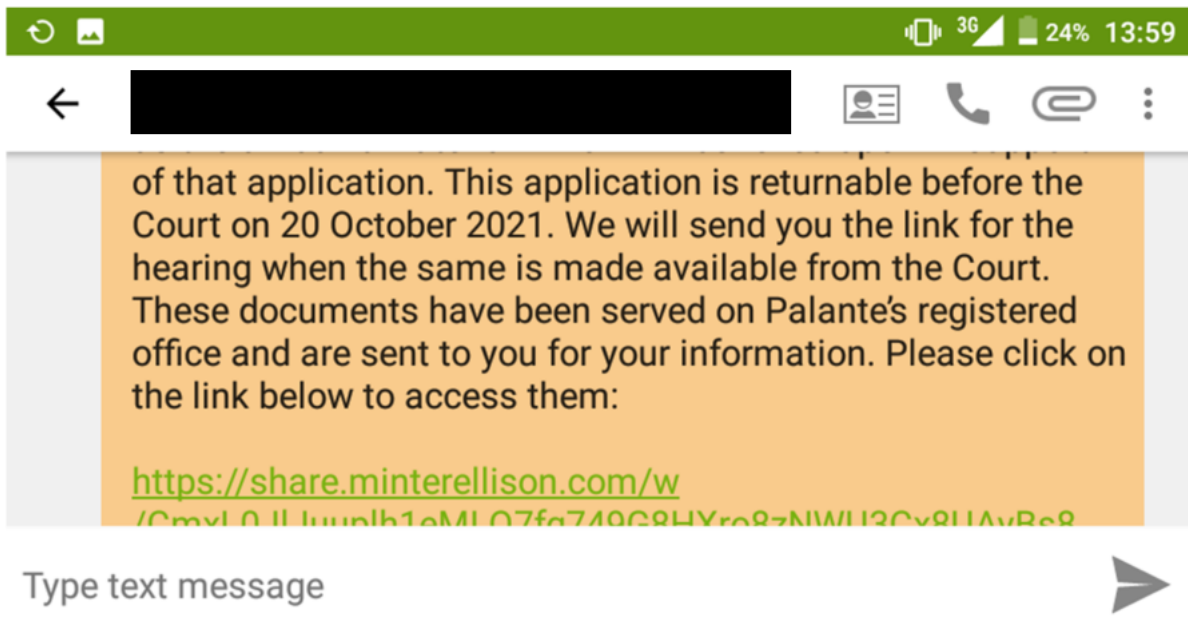 3G 24% 13:59
of that application. This application is returnable before the
Court on 20 October 2021. We will send you the link for the
hearing when the same is made available from the Court.
These documents have been served on Palante's registered
office and are sent to you for your information. Please click on
the link below to access them:
https://share.minterellison.com/w
Type text message